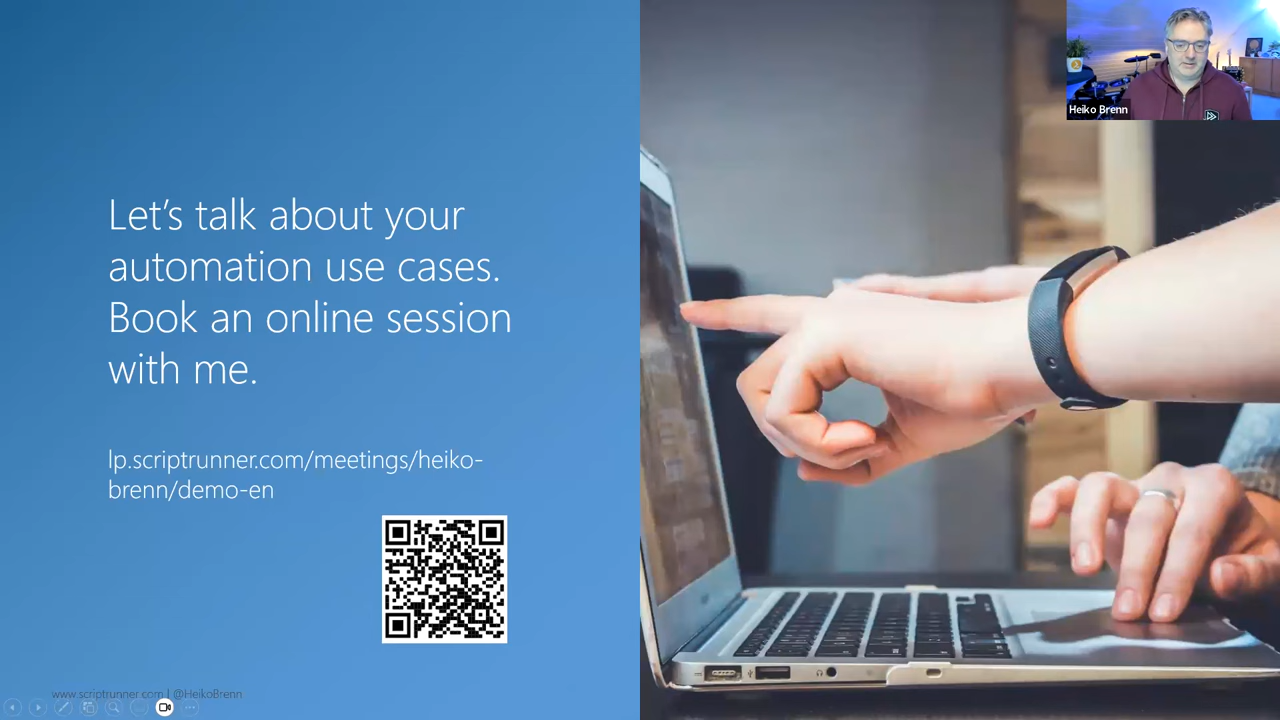 Heiko Brenn
Let's talk about your
automation use cases.
Book an online session
with me.
lp.scriptrunner.com/meetings/heiko-
brenn/demo-en
www.scriptrunner.com | @HeikoBrenn